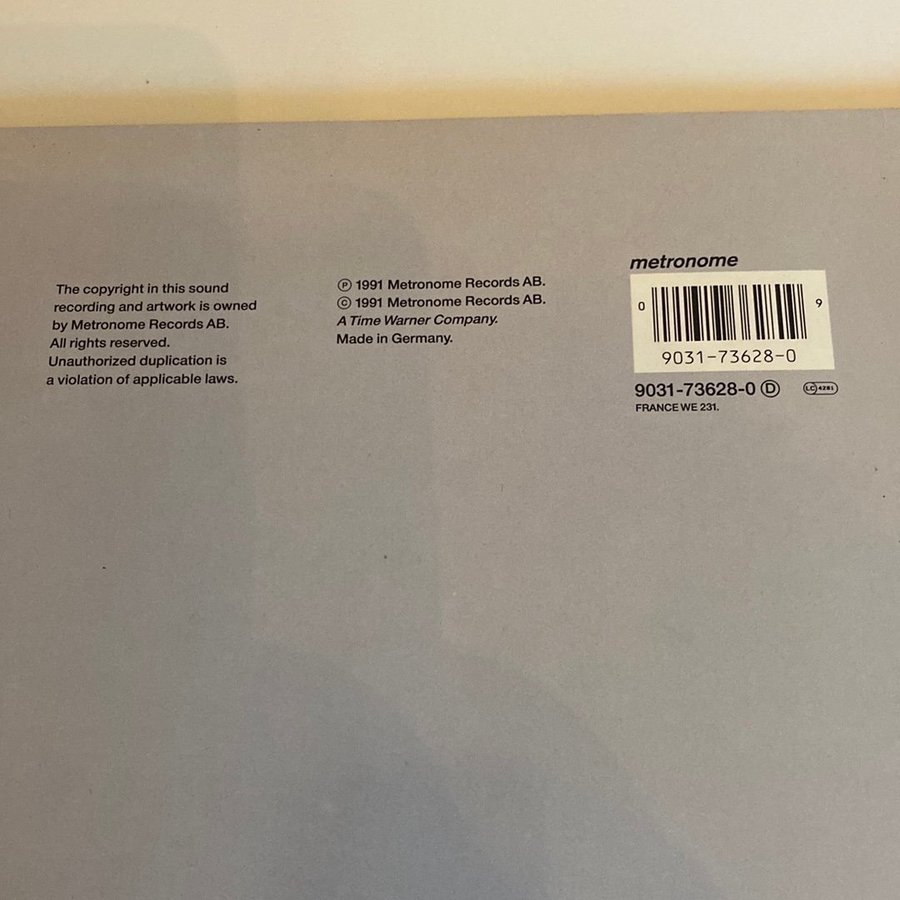 The copyright in this sound
recording and artwork is owned
by Metronome Records AB.
All rights reserved.
Unauthorized duplication is
a violation of applicable laws.
Ⓟ 1991 Metronome Records AB.
© 1991 Metronome Records AB.
A Time Warner Company.
Made in Germany.
metronome
0 9
9031-73628-0
9031-73628-0 Ⓓ LC 4281
FRANCE WE 231.